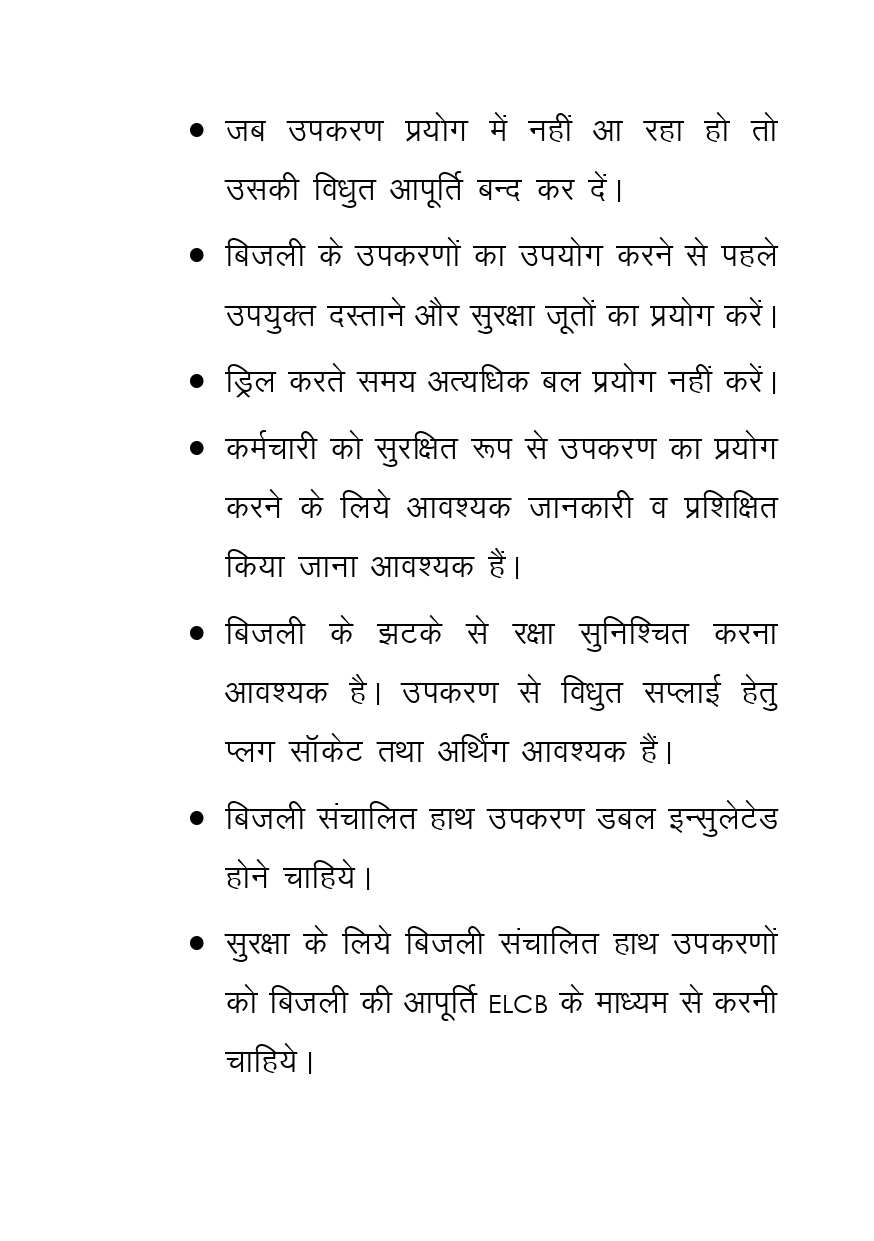 • जब उपकरण प्रयोग में नहीं आ रहा हो तो
उसकी विधुत आपूर्ति बन्द कर दें।
• बिजली के उपकरणों का उपयोग करने से पहले
उपयुक्त दस्ताने और सुरक्षा जूतों का प्रयोग करें।
• ड्रिल करते समय अत्यधिक बल प्रयोग नहीं करें।
• कर्मचारी को सुरक्षित रूप से उपकरण का प्रयोग
करने के लिये आवश्यक जानकारी व प्रशिक्षित
किया जाना आवश्यक हैं।
• बिजली के झटके से रक्षा सुनिश्चित करना
आवश्यक है। उपकरण से विधुत सप्लाई हेतु
प्लग सॉकेट तथा अर्थिंग आवश्यक हैं।
• बिजली संचालित हाथ उपकरण डबल इन्सुलेटेड
होने चाहिये।
• सुरक्षा के लिये बिजली संचालित हाथ उपकरणों
को बिजली की आपूर्ति ELCB के माध्यम से करनी
चाहिये।